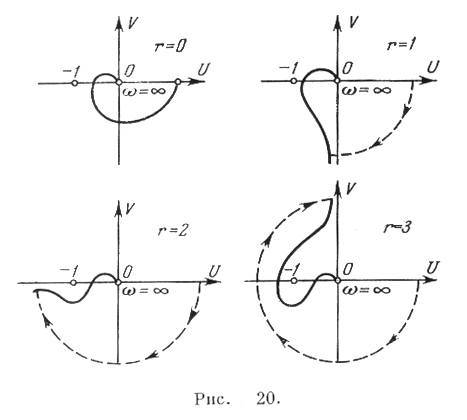 V V
r=0 r=1
-1 0 U -1 0 U
ω=∞ ω=∞
V V
r=2 r=3
-1 0 U -1 0 U
ω=∞ ω=∞
Рис. 20.